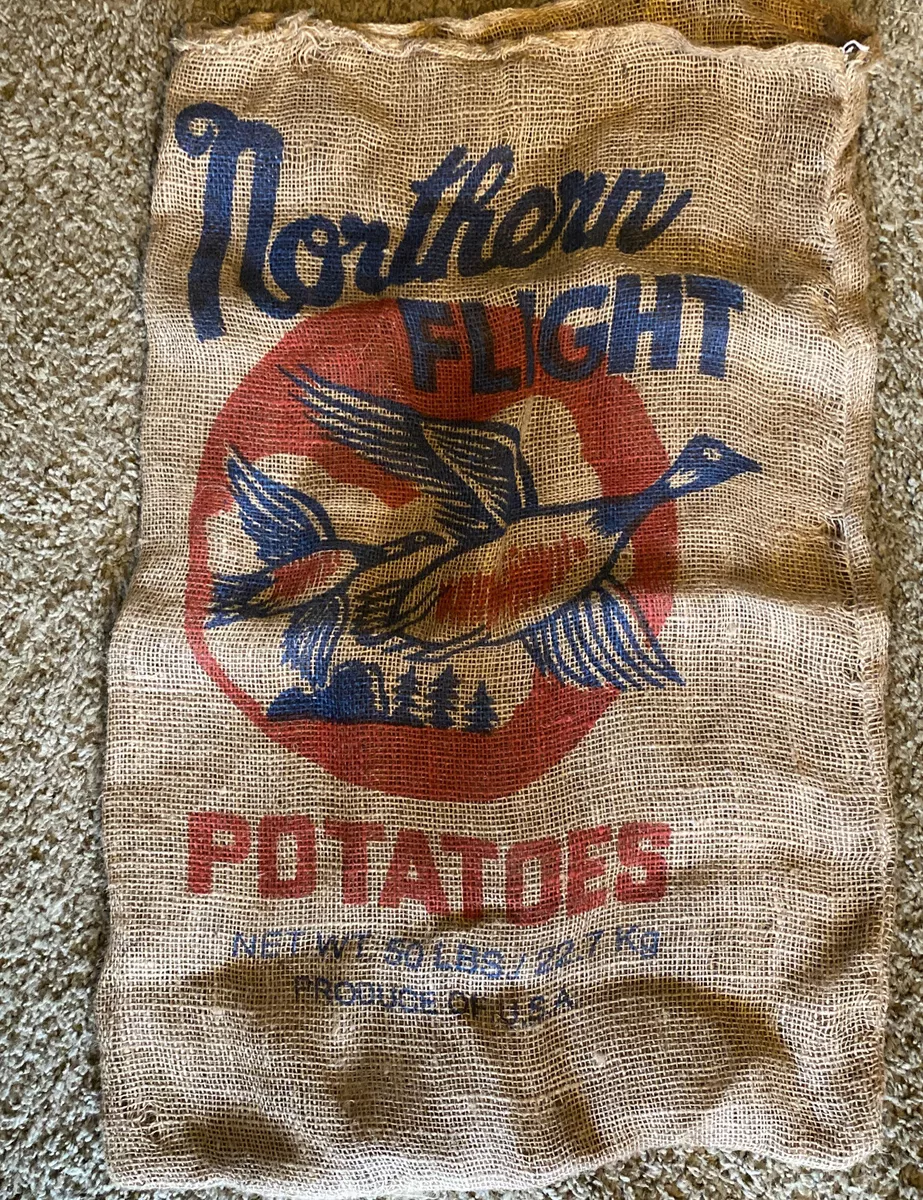 Northern
FLIGHT
POTATOES
NET WT 50 LBS./22.7 Kg
PRODUCE OF U.S.A